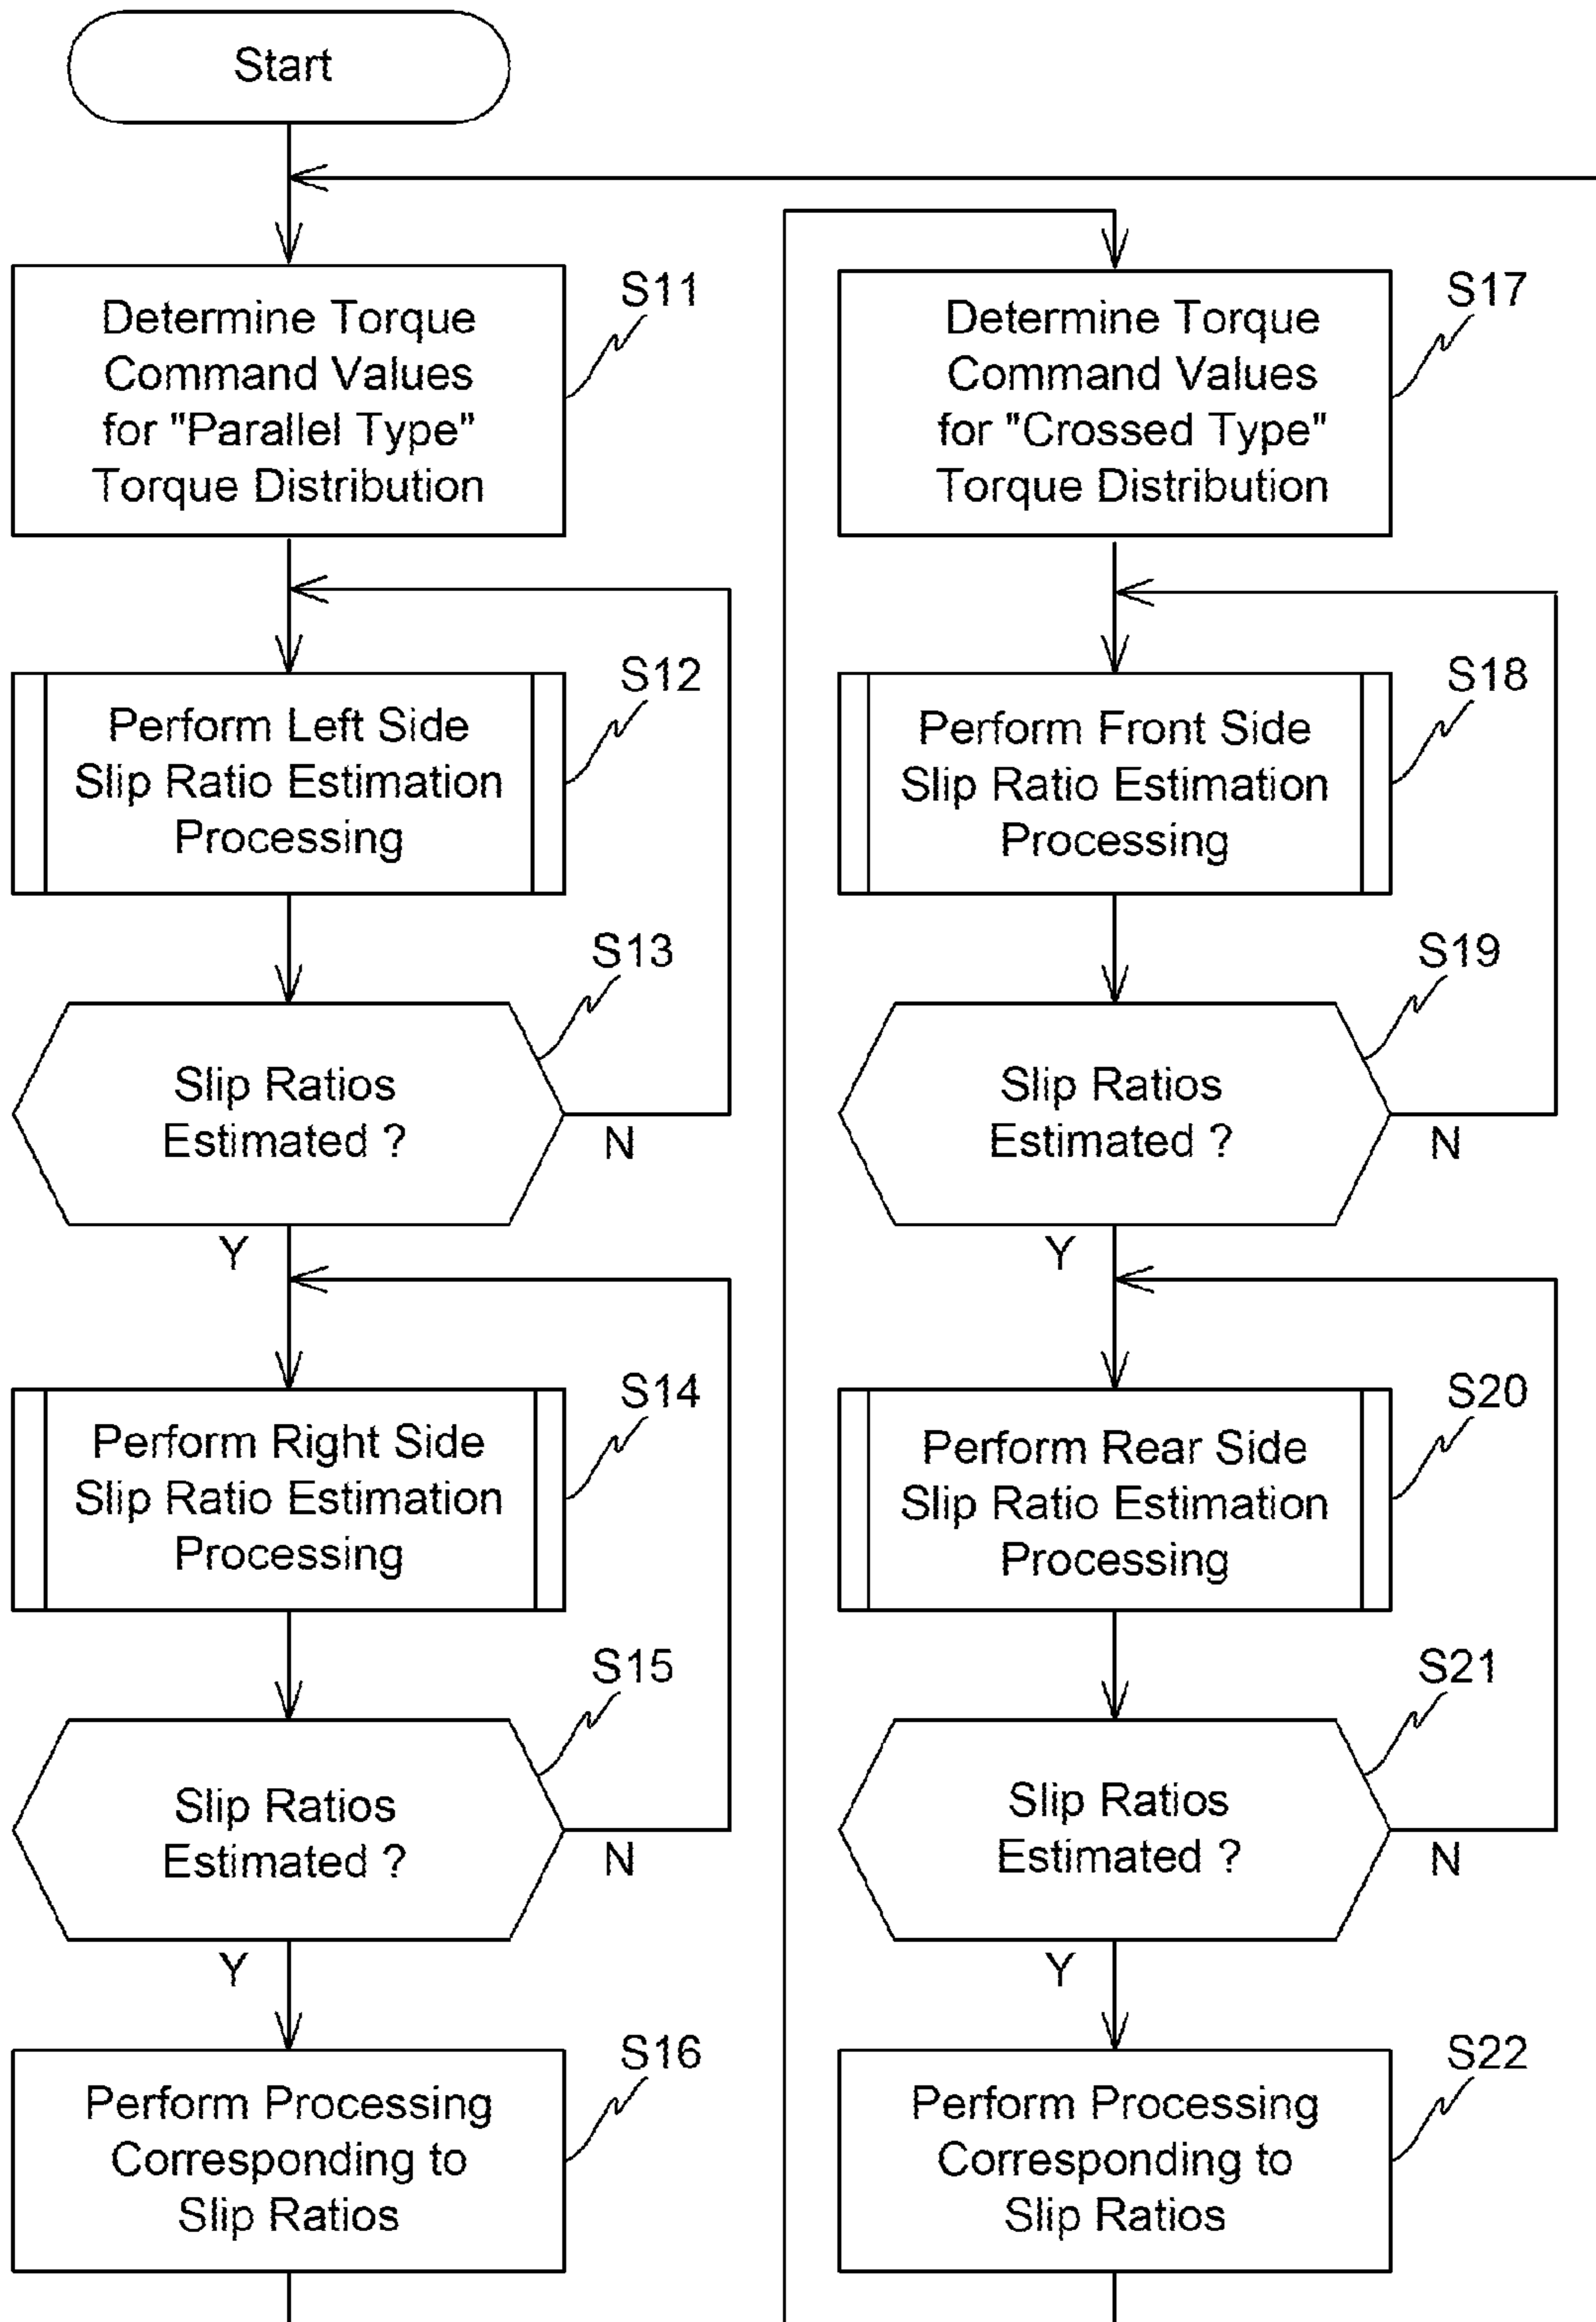 Start
Determine Torque
Command Values
for "Parallel Type"
Torque Distribution
S11
Perform Left Side
Slip Ratio Estimation
Processing
S12
Slip Ratios
Estimated ?
S13
N
Y
Perform Right Side
Slip Ratio Estimation
Processing
S14
Slip Ratios
Estimated ?
S15
N
Y
Perform Processing
Corresponding to
Slip Ratios
S16
Determine Torque
Command Values
for "Crossed Type"
Torque Distribution
S17
Perform Front Side
Slip Ratio Estimation
Processing
S18
Slip Ratios
Estimated ?
S19
N
Y
Perform Rear Side
Slip Ratio Estimation
Processing
S20
Slip Ratios
Estimated ?
S21
N
Y
Perform Processing
Corresponding to
Slip Ratios
S22